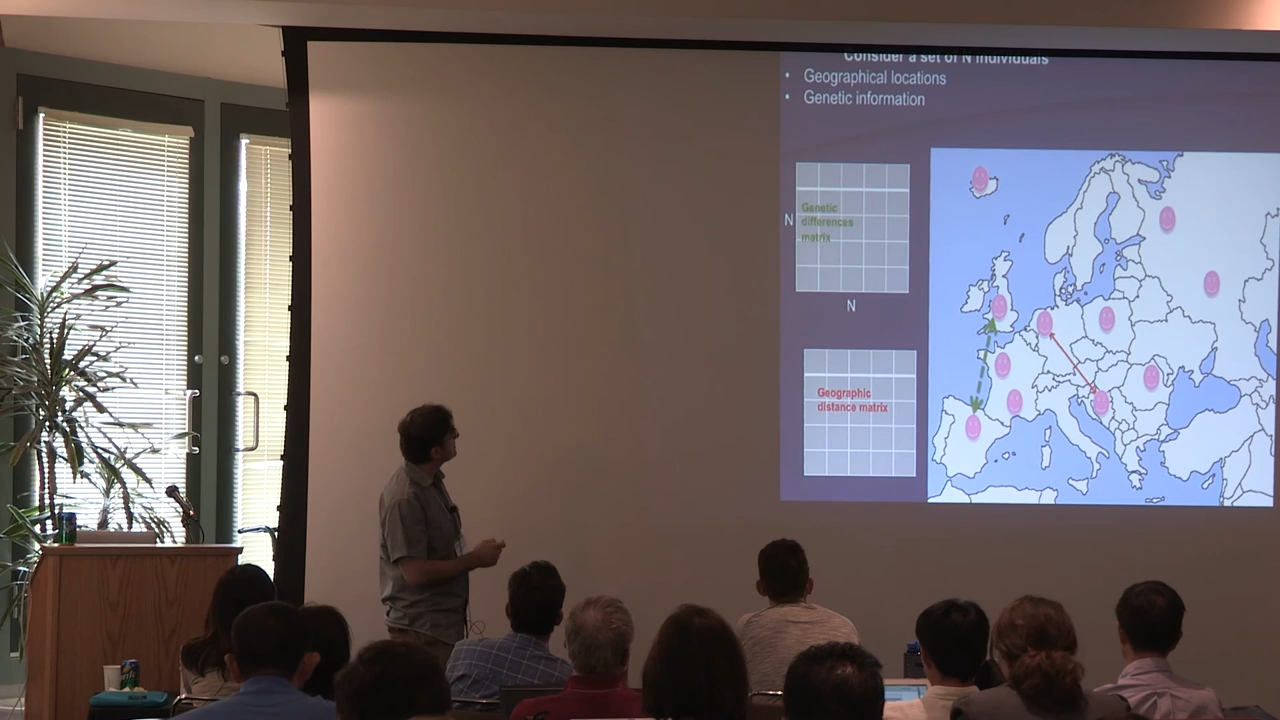 Consider a set of N individuals
• Geographical locations
• Genetic information
Genetic
differences
matrix
N
N
Geographic
distance matrix